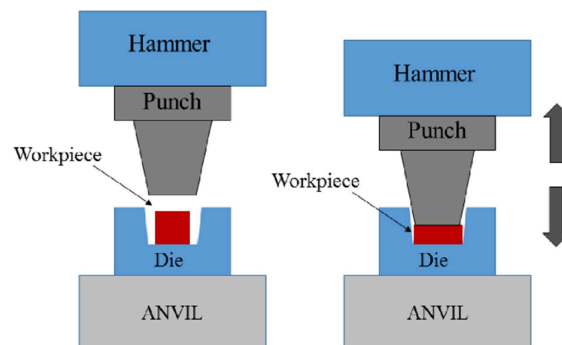 Hammer
Punch
Workpiece
Die
ANVIL
Hammer
Punch
Workpiece
Die
ANVIL